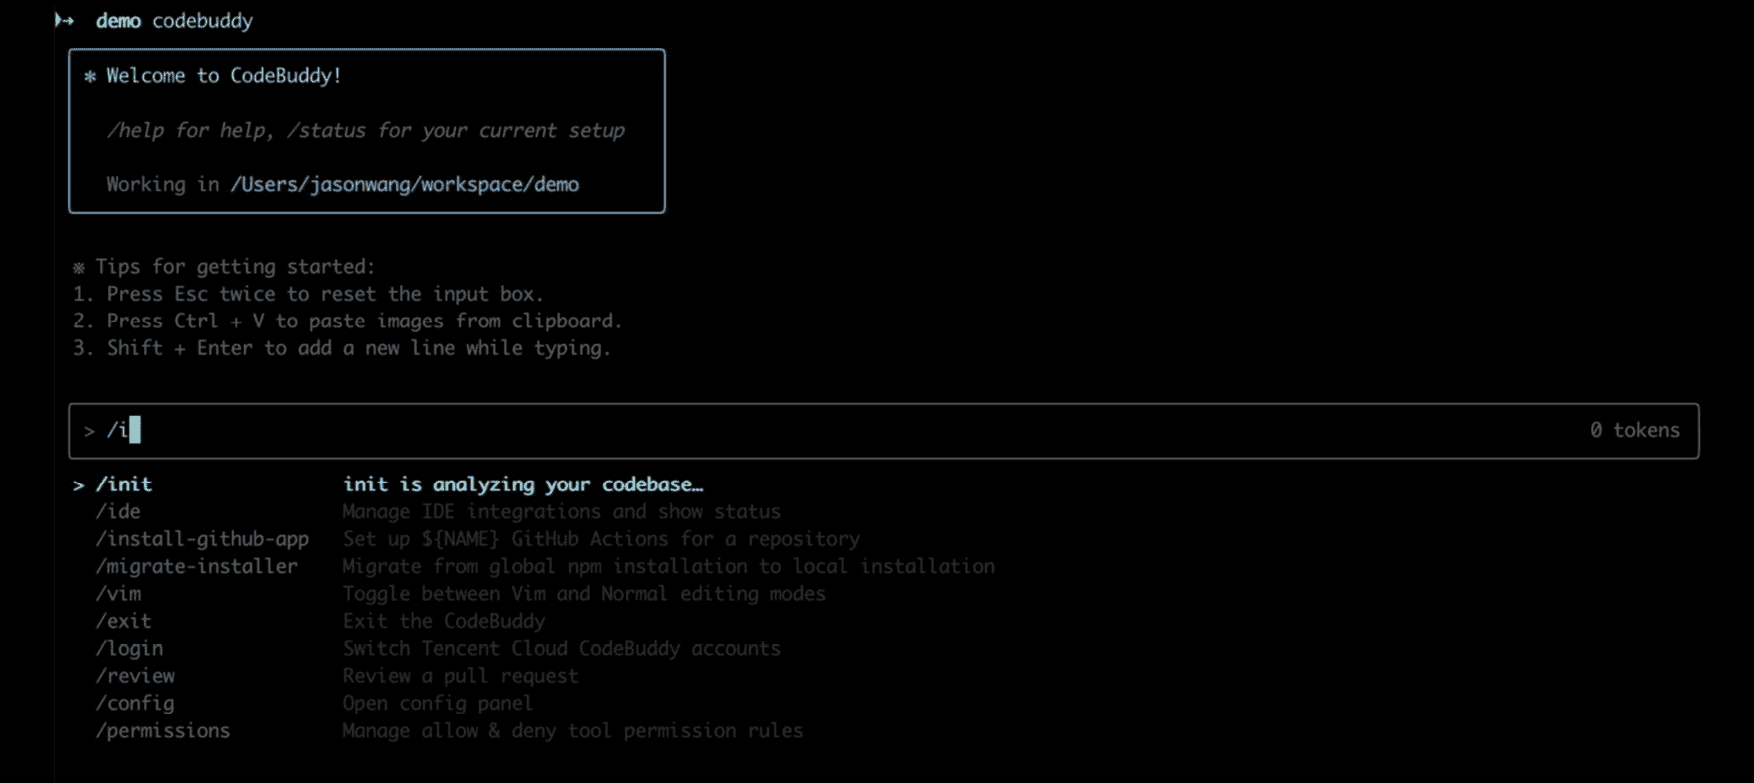 → demo codebuddy
* Welcome to CodeBuddy!
/help for help, /status for your current setup
Working in /Users/jasonwang/workspace/demo
※ Tips for getting started:
1. Press Esc twice to reset the input box.
2. Press Ctrl + V to paste images from clipboard.
3. Shift + Enter to add a new line while typing.
> /i 0 tokens
> /init init is analyzing your codebase…
/ide Manage IDE integrations and show status
/install-github-app Set up ${NAME} GitHub Actions for a repository
/migrate-installer Migrate from global npm installation to local installation
/vim Toggle between Vim and Normal editing modes
/exit Exit the CodeBuddy
/login Switch Tencent Cloud CodeBuddy accounts
/review Review a pull request
/config Open config panel
/permissions Manage allow & deny tool permission rules